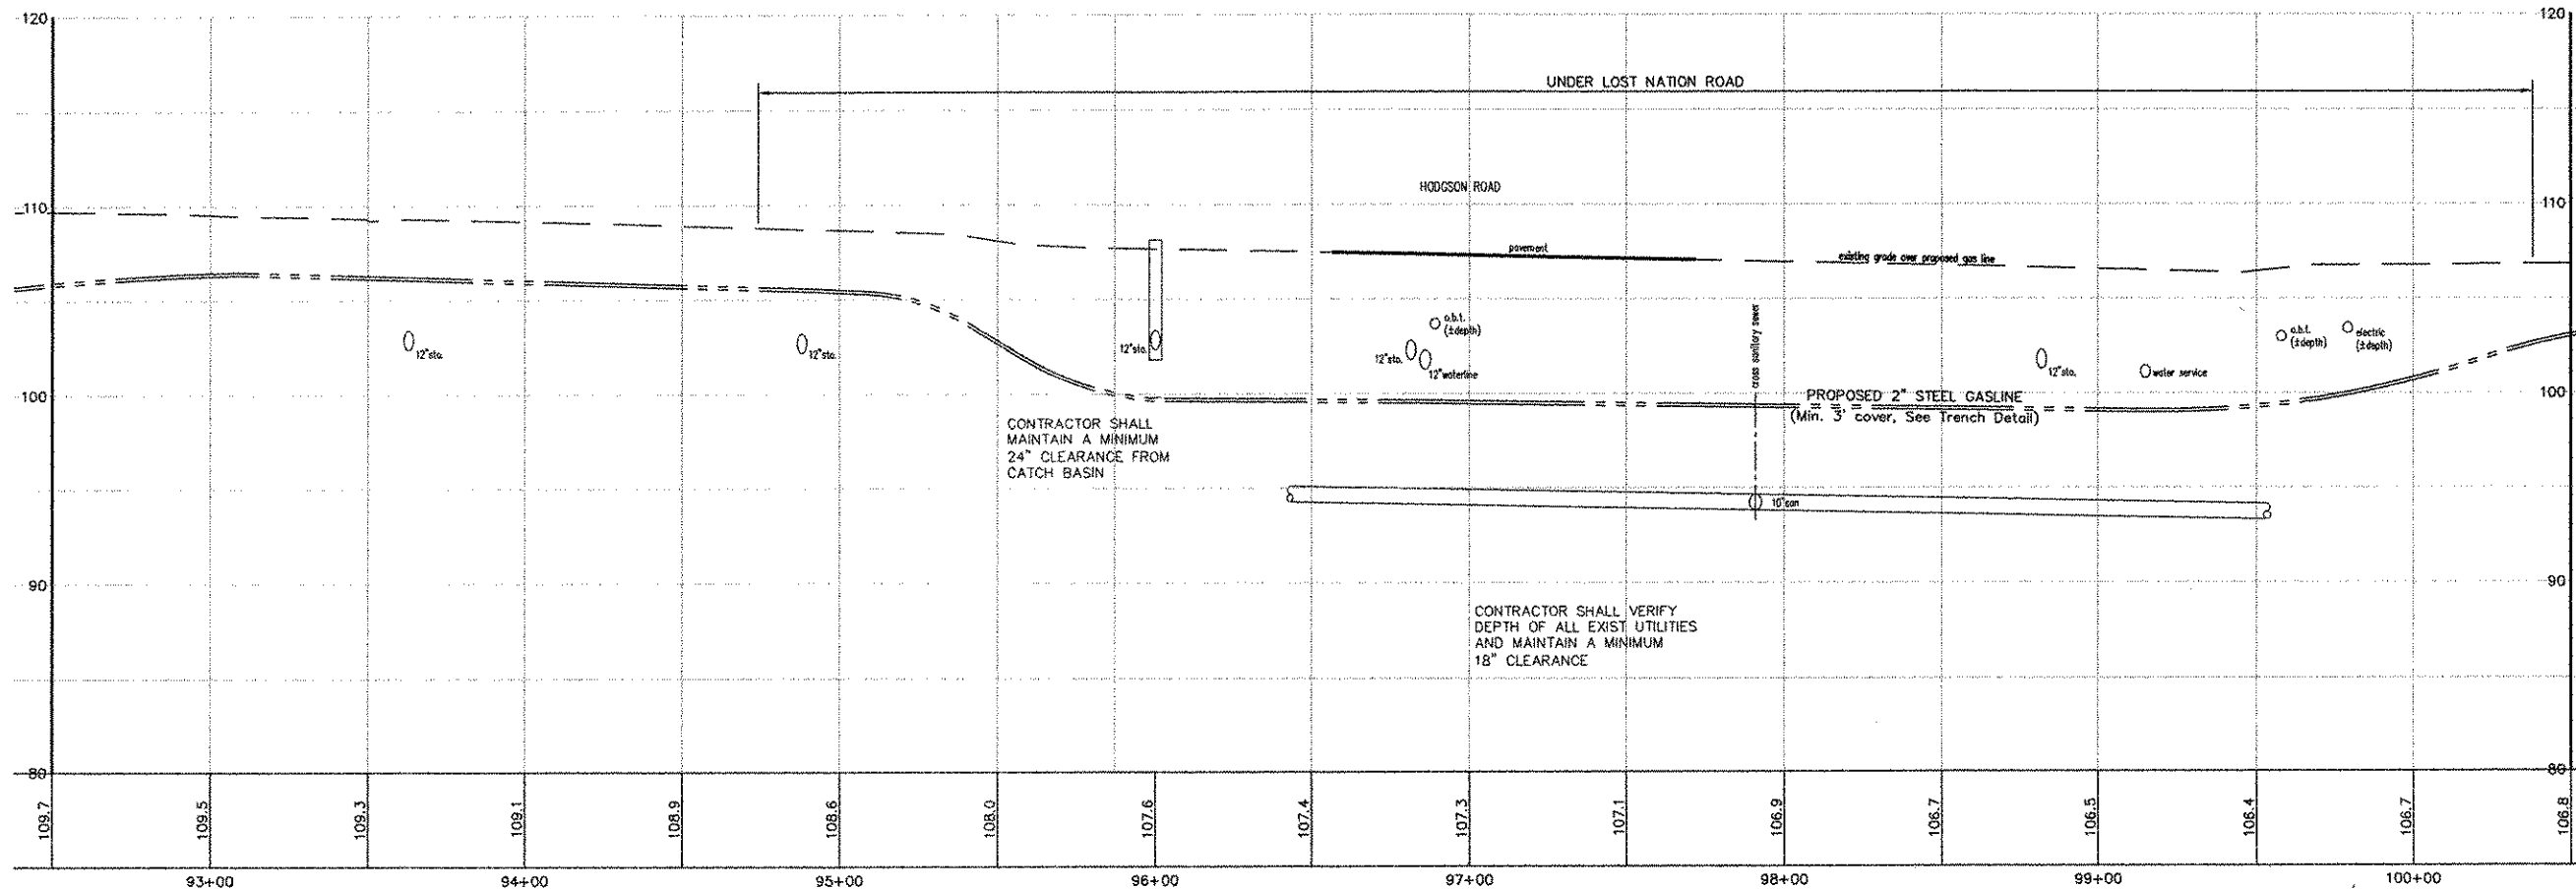 120
120
UNDER LOST NATION ROAD
HODGSON ROAD
110
110
pavement
existing grade over proposed gas line
12"sto.
12"sto.
12"sto.
o.b.t.
(±depth)
12"sto.
12"waterline
cross sanitary sewer
12"sto.
water service
o.b.t.
(±depth)
electric
(±depth)
100
100
PROPOSED 2" STEEL GASLINE
(Min. 3' cover, See Trench Detail)
CONTRACTOR SHALL
MAINTAIN A MINIMUM
24" CLEARANCE FROM
CATCH BASIN
10"san
90
90
CONTRACTOR SHALL VERIFY
DEPTH OF ALL EXIST UTILITIES
AND MAINTAIN A MINIMUM
18" CLEARANCE
80
80
109.7
109.5
109.3
109.1
108.9
108.6
108.0
107.6
107.4
107.3
107.1
106.9
106.7
106.5
106.4
106.7
106.8
93+00
94+00
95+00
96+00
97+00
98+00
99+00
100+00